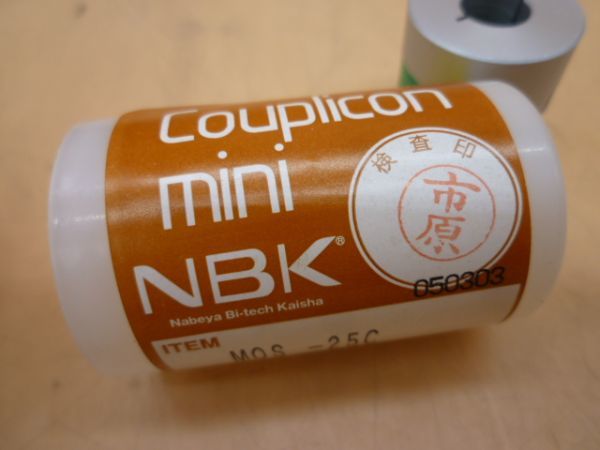 Couplicon
mini
NBK®
Nabeya Bi-tech Kaisha
検査印
市原
050303
ITEM
MOS -25C